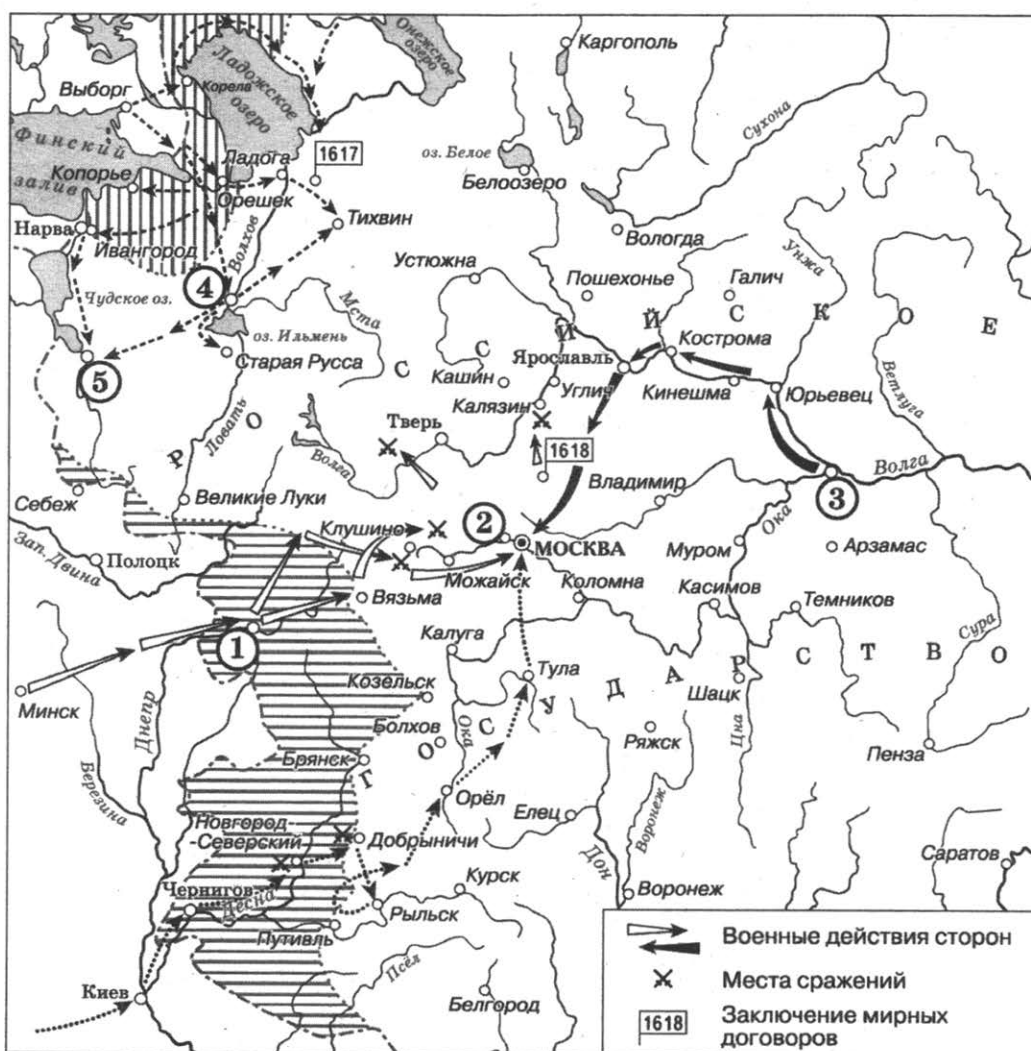 Каргополь
Онежское
озеро
Ладожское
озеро
Корела
Выборг
Финский
залив
Сухона
Ладога
1617
оз. Белое
Белоозеро
Копорье
Орешек
Тихвин
Нарва
Ивангород
Волхов
Вологда
Унжа
Устюжна
Пошехонье
Галич
4
Чудское оз.
Мста
оз. Ильмень
Кострома
Ярославль
Старая Русса
5
Кашин
Углич
Кинешма
Юрьевец
Ветлуга
Калязин
Ловать
Тверь
1618
Волга
Владимир
Волга
3
Себеж
Великие Луки
Клушино
2
Ока
МОСКВА
Зап. Двина
Полоцк
Можайск
Муром
Арзамас
Коломна
Вязьма
Касимов
Темников
1
Калуга
Сура
Тула
Минск
Днепр
Козельск
Шацк
Цна
Болхов
Ока
Ряжск
Березина
Брянск
Пенза
Орёл
Елец
Воронеж
Новгород
-Северский
Добрыничи
Дон
Саратов
Чернигов
Десна
Курск
Воронеж
Рыльск
Путивль
Псёл
Киев
Белгород
РОССИЙСКОЕ
ГОСУДАРСТВО
Военные действия сторон
Места сражений
1618 Заключение мирных
договоров